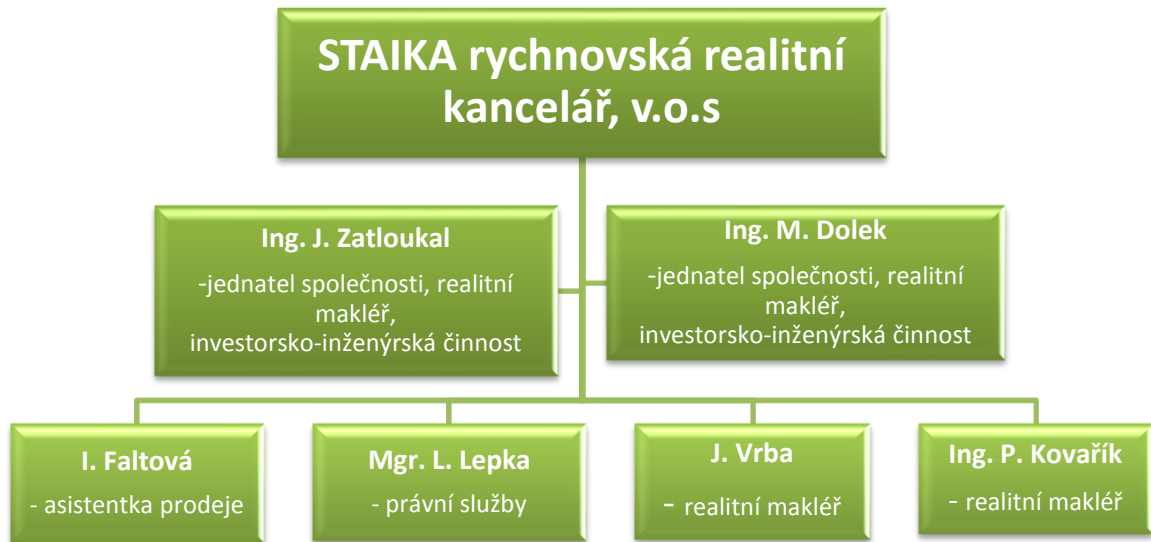 STAIKA rychnovská realitní
kancelář, v.o.s
Ing. J. Zatloukal
-jednatel společnosti, realitní
makléř,
investorsko-inženýrská činnost
Ing. M. Dolek
-jednatel společnosti, realitní
makléř,
investorsko-inženýrská činnost
I. Faltová
- asistentka prodeje
Mgr. L. Lepka
- právní služby
J. Vrba
- realitní makléř
Ing. P. Kovařík
- realitní makléř